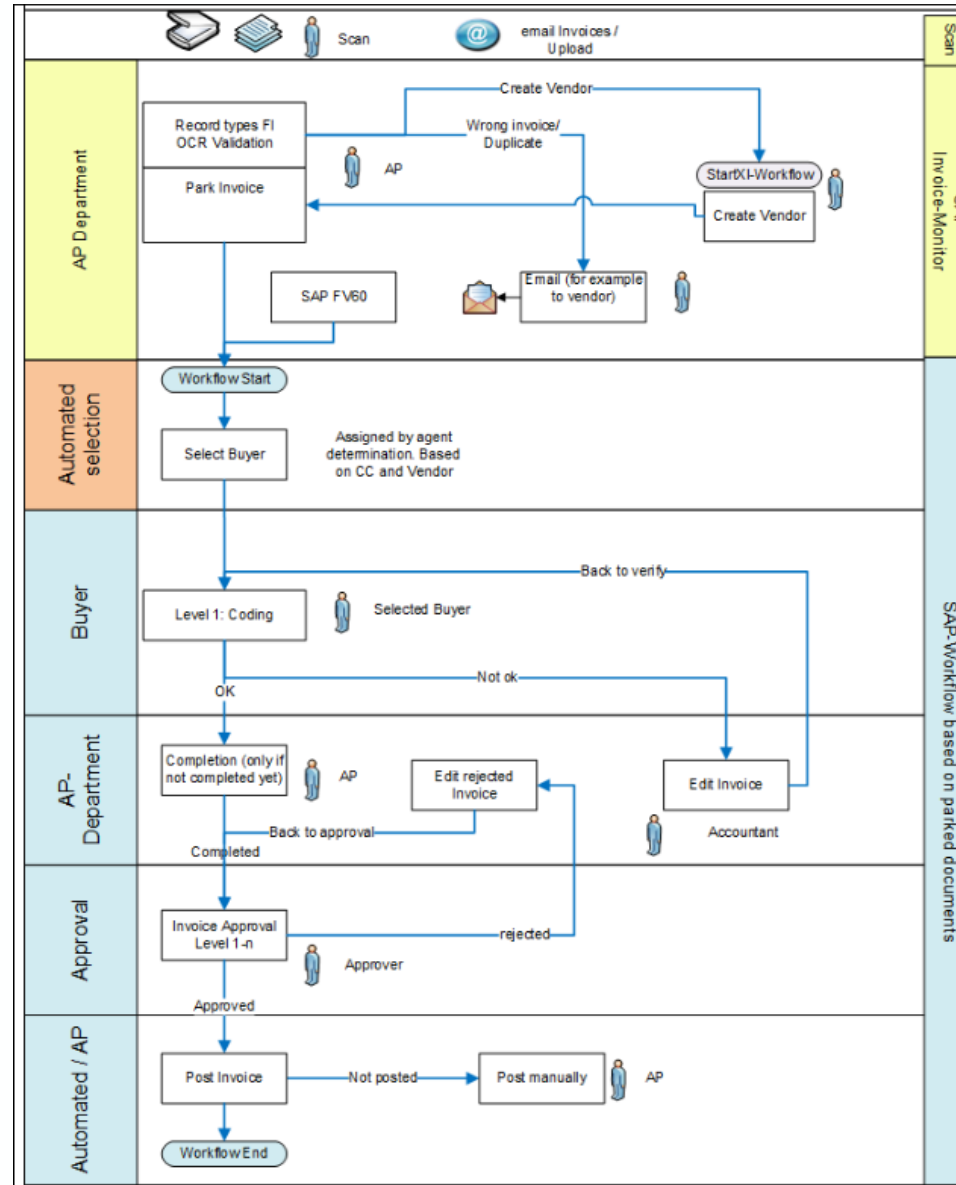 Scan
email Invoices /
Upload
Scan
AP Department
Create Vendor
Record types FI
OCR Validation
Wrong invoice/
Duplicate
AP
Park Invoice
StartXI-Workflow
Create Vendor
Invoice-Monitor
SAP FV60
Email (for example
to vendor)
Automated
selection
Workflow Start
Select Buyer
Assigned by agent
determination. Based
on CC and Vendor
Buyer
Back to verify
Level 1: Coding
Selected Buyer
Not ok
OK
SAP-Workflow based on parked documents
AP-
Department
Completion (only if
not completed yet)
AP
Edit rejected
Invoice
Edit Invoice
Back to approval
Accountant
Completed
Approval
Invoice Approval
Level 1-n
rejected
Approver
Approved
Automated / AP
Post Invoice
Not posted
Post manually
AP
Workflow End